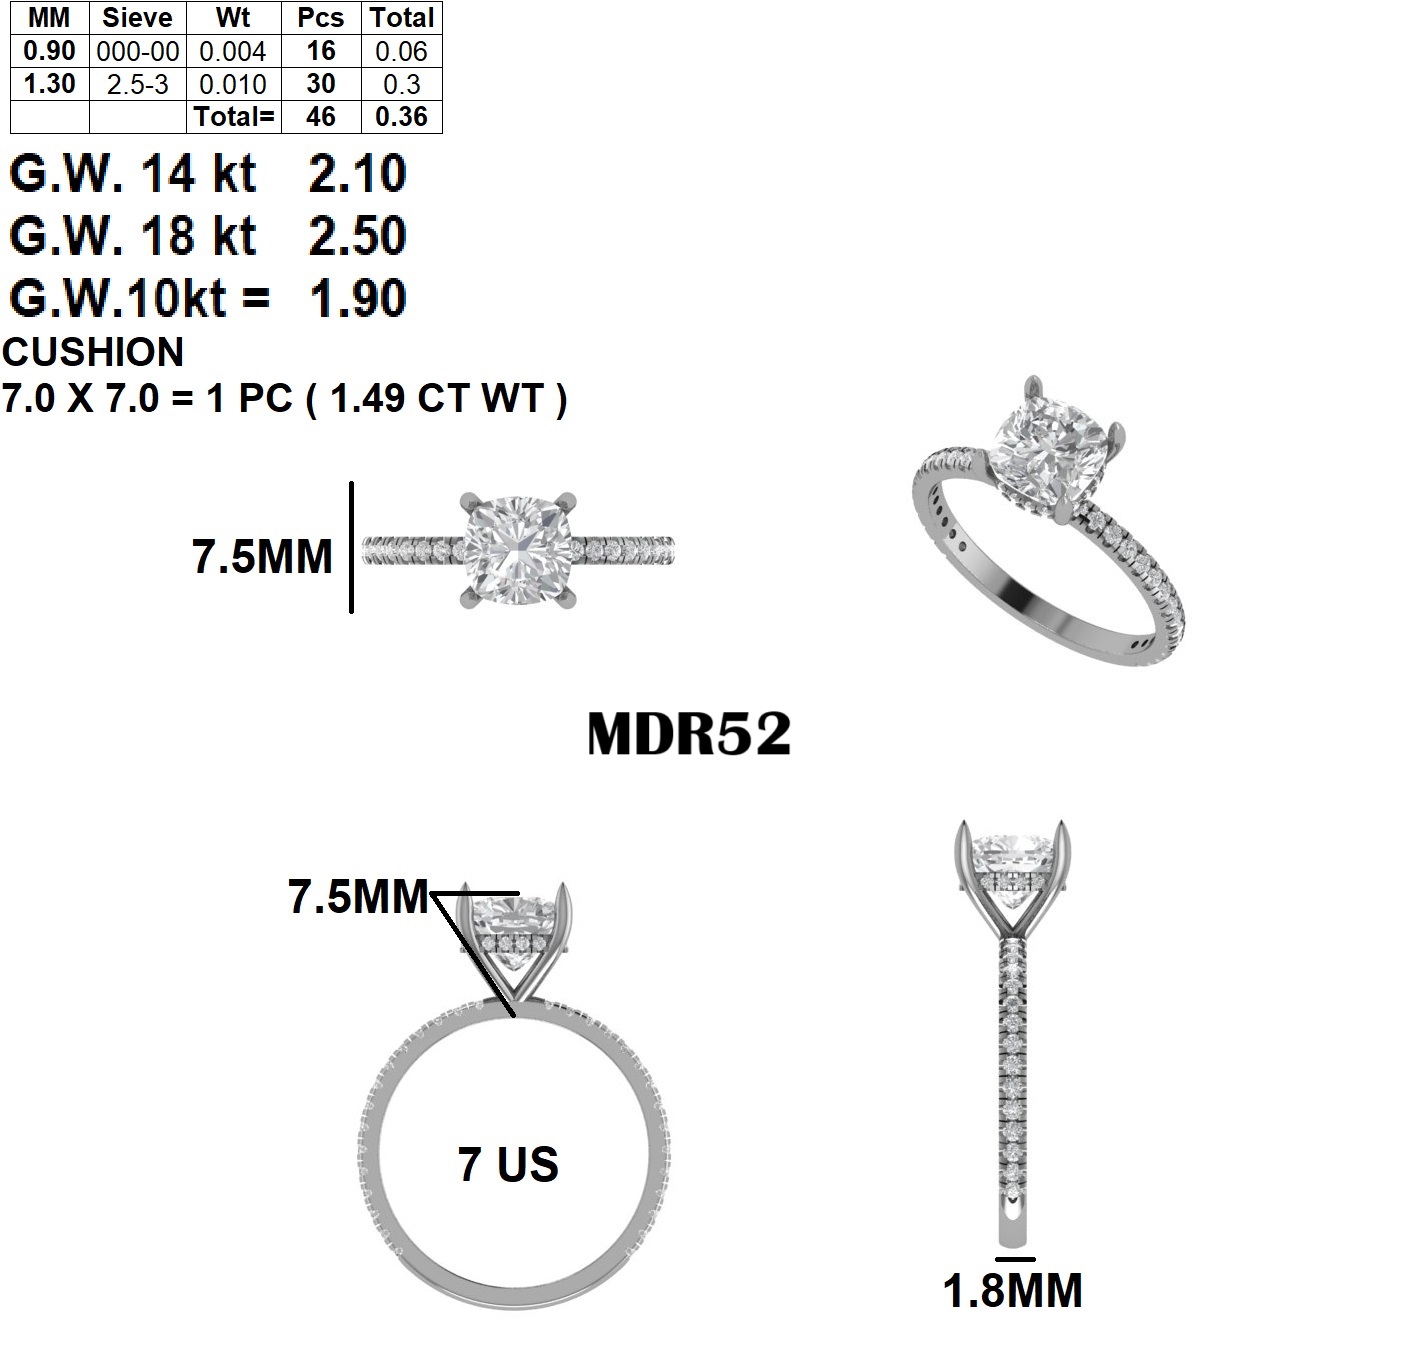 MM Sieve Wt Pcs Total
0.90 000-00 0.004 16 0.06
1.30 2.5-3 0.010 30 0.3
Total= 46 0.36
G.W. 14 kt 2.10
G.W. 18 kt 2.50
G.W.10kt = 1.90
CUSHION
7.0 X 7.0 = 1 PC ( 1.49 CT WT )
7.5MM
MDR52
7.5MM
7 US
1.8MM